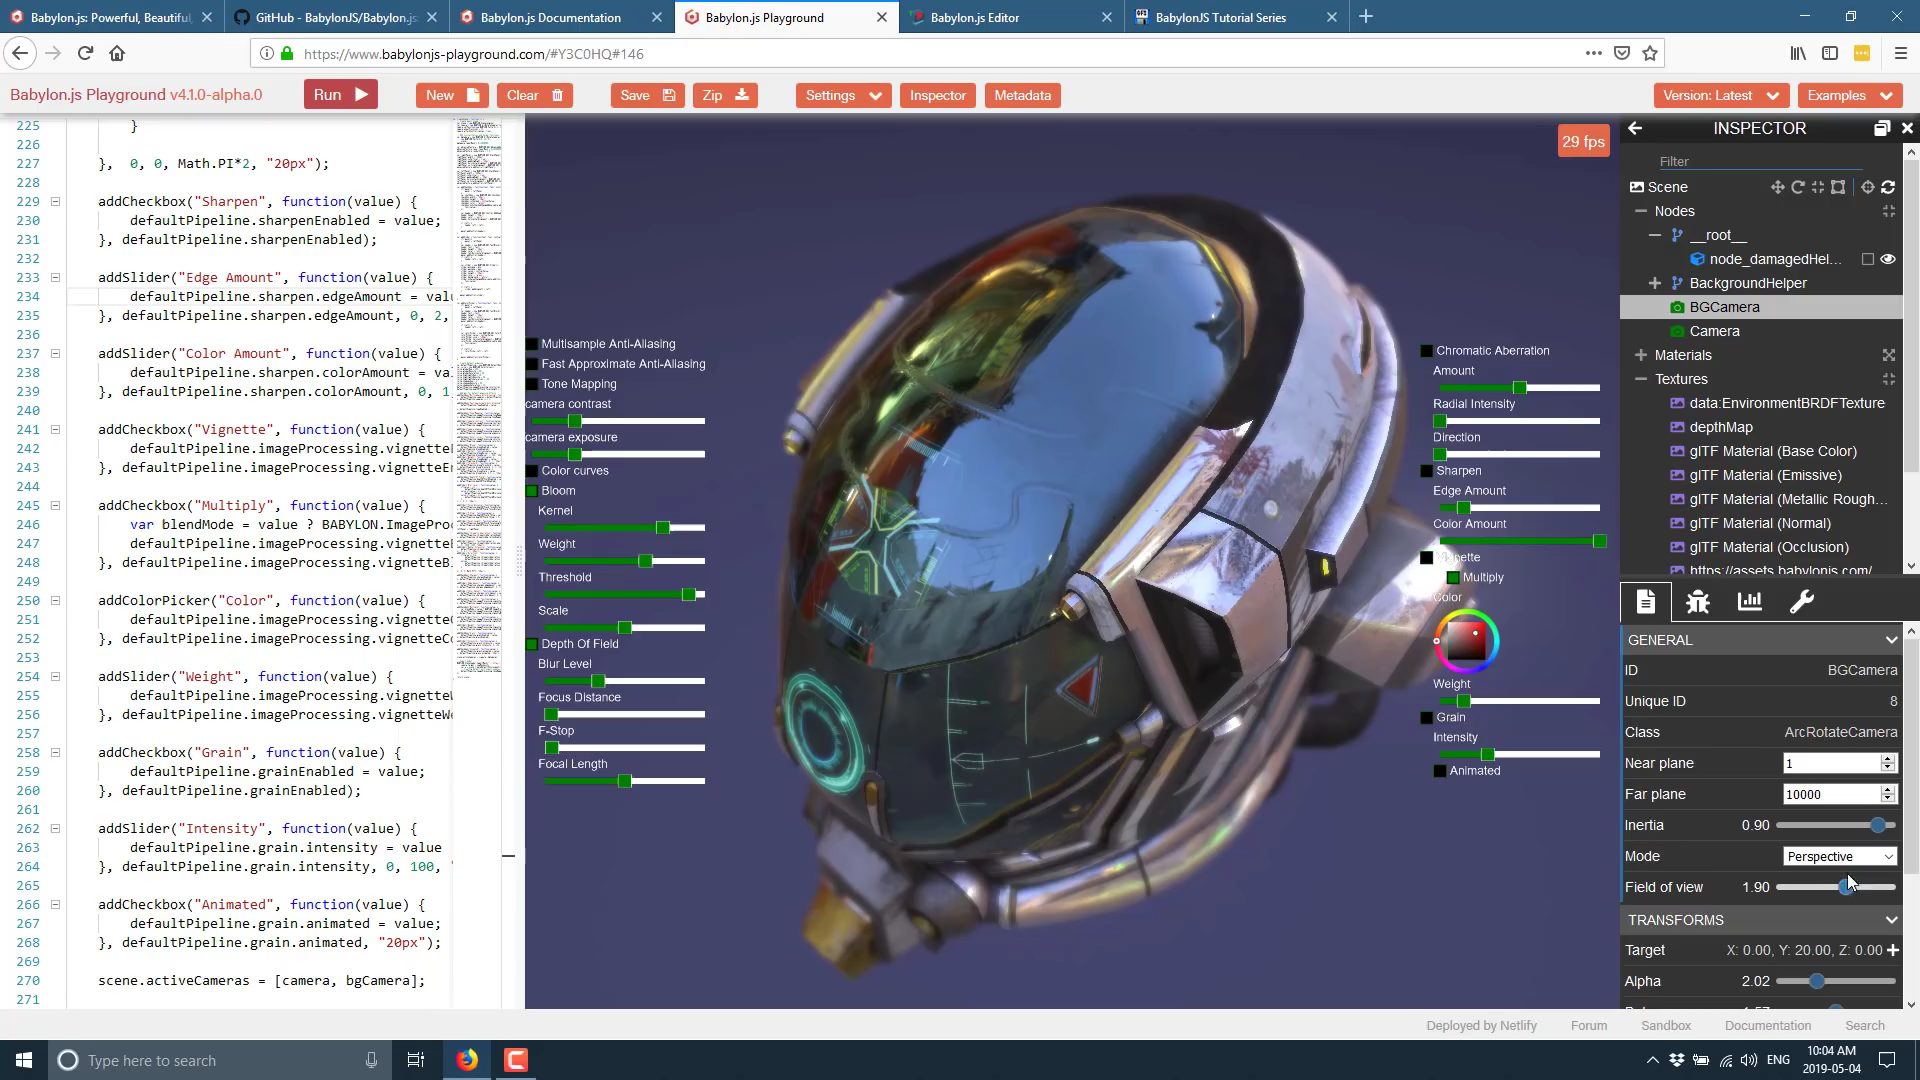 Babylon.js: Powerful, Beautiful,
GitHub - BabylonJS/Babylon.js:
Babylon.js Documentation
Babylon.js Playground
Babylon.js Editor
BabylonJS Tutorial Series
https://www.babylonjs-playground.com/#Y3C0HQ#146
Babylon.js Playground v4.1.0-alpha.0
Run
New
Clear
Save
Zip
Settings
Inspector
Metadata
Version: Latest
Examples
225 }
226
227 }, 0, 0, Math.PI*2, "20px");
228
229 addCheckbox("Sharpen", function(value) {
230 defaultPipeline.sharpenEnabled = value;
231 }, defaultPipeline.sharpenEnabled);
232
233 addSlider("Edge Amount", function(value) {
234 defaultPipeline.sharpen.edgeAmount = valu
235 }, defaultPipeline.sharpen.edgeAmount, 0, 2,
236
237 addSlider("Color Amount", function(value) {
238 defaultPipeline.sharpen.colorAmount = va
239 }, defaultPipeline.sharpen.colorAmount, 0, 1
240
241 addCheckbox("Vignette", function(value) {
242 defaultPipeline.imageProcessing.vignetteE
243 }, defaultPipeline.imageProcessing.vignetteEn
244
245 addCheckbox("Multiply", function(value) {
246 var blendMode = value ? BABYLON.ImageProc
247 defaultPipeline.imageProcessing.vignetteB
248 }, defaultPipeline.imageProcessing.vignetteBl
249
250 addColorPicker("Color", function(value) {
251 defaultPipeline.imageProcessing.vignetteC
252 }, defaultPipeline.imageProcessing.vignetteCo
253
254 addSlider("Weight", function(value) {
255 defaultPipeline.imageProcessing.vignetteW
256 }, defaultPipeline.imageProcessing.vignetteWe
257
258 addCheckbox("Grain", function(value) {
259 defaultPipeline.grainEnabled = value;
260 }, defaultPipeline.grainEnabled);
261
262 addSlider("Intensity", function(value) {
263 defaultPipeline.grain.intensity = value
264 }, defaultPipeline.grain.intensity, 0, 100,
265
266 addCheckbox("Animated", function(value) {
267 defaultPipeline.grain.animated = value;
268 }, defaultPipeline.grain.animated, "20px");
269
270 scene.activeCameras = [camera, bgCamera];
271
29 fps
Multisample Anti-Aliasing
Fast Approximate Anti-Aliasing
Tone Mapping
camera contrast
camera exposure
Color curves
Bloom
Kernel
Weight
Threshold
Scale
Depth Of Field
Blur Level
Focus Distance
F-Stop
Focal Length
Chromatic Aberration
Amount
Radial Intensity
Direction
Sharpen
Edge Amount
Color Amount
Multiply
Color
Weight
Grain
Intensity
Animated
INSPECTOR
Filter
Scene
Nodes
__root__
node_damagedHel...
BackgroundHelper
BGCamera
Camera
Materials
Textures
data:EnvironmentBRDFTexture
depthMap
glTF Material (Base Color)
glTF Material (Emissive)
glTF Material (Metallic Rough...
glTF Material (Normal)
glTF Material (Occlusion)
https://assets.babylonjs.com/
GENERAL
ID BGCamera
Unique ID 8
Class ArcRotateCamera
Near plane 1
Far plane 10000
Inertia 0.90
Mode Perspective
Field of view 1.90
TRANSFORMS
Target X: 0.00, Y: 20.00, Z: 0.00
Alpha 2.02
Deployed by Netlify
Forum
Sandbox
Documentation
Search
Type here to search
ENG
10:04 AM
2019-05-04